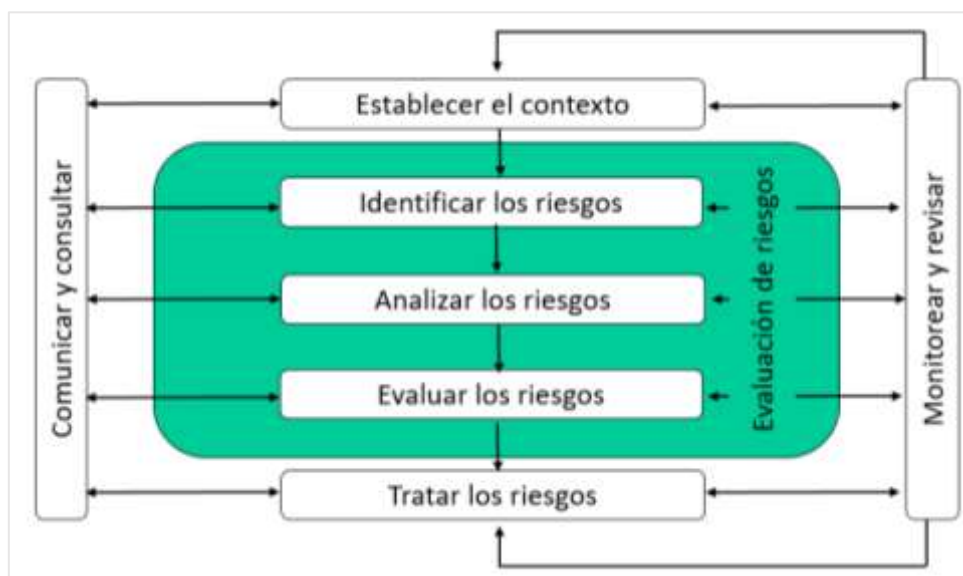 Establecer el contexto
Comunicar y consultar
Identificar los riesgos
Analizar los riesgos
Evaluar los riesgos
Evaluación de riesgos
Monitorear y revisar
Tratar los riesgos